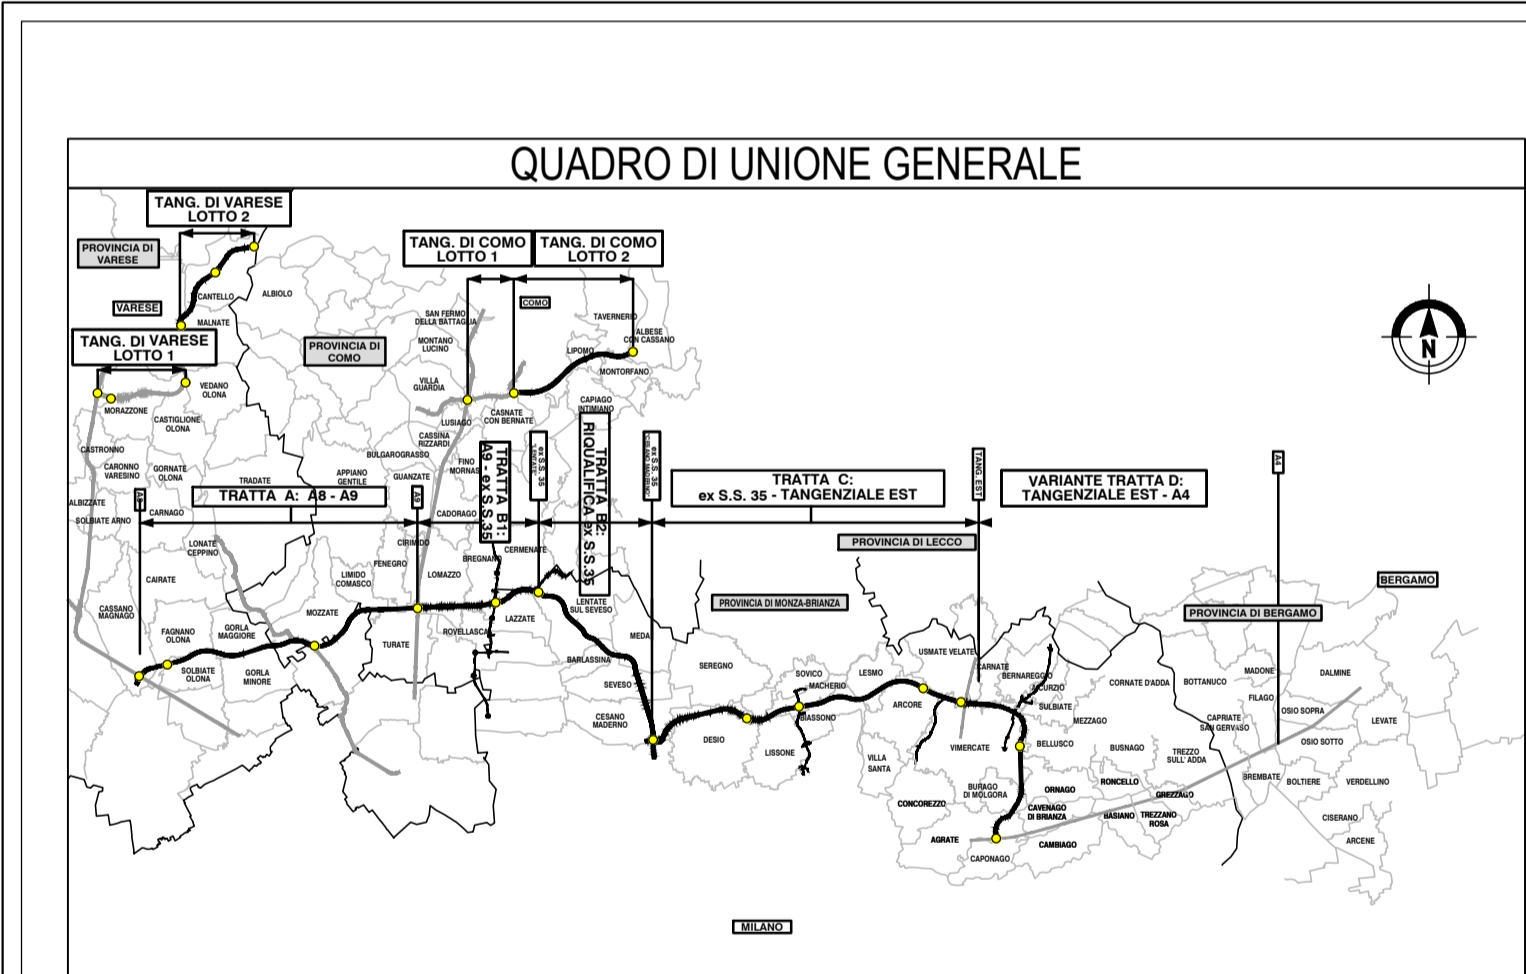 QUADRO DI UNIONE GENERALE
TANG. DI VARESE
LOTTO 2
PROVINCIA DI
VARESE
TANG. DI COMO
LOTTO 1
TANG. DI COMO
LOTTO 2
CANTELLO
ALBIOLO
VARESE
COMO
MALNATE
SAN FERMO
DELLA BATTAGLIA
TAVERNERIO
ALBESE
CON CASSANO
TANG. DI VARESE
LOTTO 1
PROVINCIA DI
COMO
MONTANO
LUCINO
LIPOMO
MONTORFANO
N
VEDANO
OLONA
VILLA
GUARDIA
MORAZZONE
CASTIGLIONE
OLONA
LUSIAGO
CASNATE
CON BERNATE
CAPIAGO
INTIMIANO
CASTRONNO
CASSINA
RIZZARDI
BULGAROGRASSO
CARONNO
VARESINO
GORNATE
OLONA
TRADATE
APPIANO
GENTILE
GUANZATE
FINO
MORNAS
TRATTA B1:
A9 - ex S.S.35
ex S.S. 35
TRATTA B2:
RIQUALIFICA ex S.S.35
ex S.S. 35
TRATTA C:
ex S.S. 35 - TANGENZIALE EST
TANG. EST
VARIANTE TRATTA D:
TANGENZIALE EST - A4
A4
TRATTA A: A8 - A9
A9
ALBIZZATE
CARNAGO
SOLBIATE ARNO
CADORAGO
LONATE
CEPPINO
CIRIMIDO
FENEGRO
BREGNANO
CERMENATE
PROVINCIA DI LECCO
BERGAMO
CAIRATE
LIMIDO
COMASCO
LOMAZZO
CASSANO
MAGNAGO
MOZZATE
LENTATE
SUL SEVESO
PROVINCIA DI MONZA-BRIANZA
PROVINCIA DI BERGAMO
FAGNANO
OLONA
GORLA
MAGGIORE
TURATE
ROVELLASCA
LAZZATE
MEDA
SOLBIATE
OLONA
GORLA
MINORE
BARLASSINA
SEVESO
SEREGNO
SOVICO
MACHERIO
LESMO
USMATE VELATE
CARNATE
BERNAREGGIO
AICURZIO
SULBIATE
CORNATE D'ADDA
BOTTANUCO
MADONE
DALMINE
FILAGO
OSIO SOPRA
CESANO
MADERNO
DESIO
BIASSONO
LISSONE
ARCORE
MEZZAGO
CAPRIATE
SAN GERVASO
LEVATE
VILLA
SANTA
VIMERCATE
BELLUSCO
BUSNAGO
TREZZO
SULL' ADDA
OSIO SOTTO
BURAGO
DI MOLGORA
ORNAGO
RONCELLO
GREZZAGO
BREMBATE
BOLTIERE
VERDELLINO
CONCOREZZO
CAVENAGO
DI BRIANZA
BASIANO
TREZZANO
ROSA
CISERANO
AGRATE
CAPONAGO
CAMBIAGO
ARCENE
MILANO